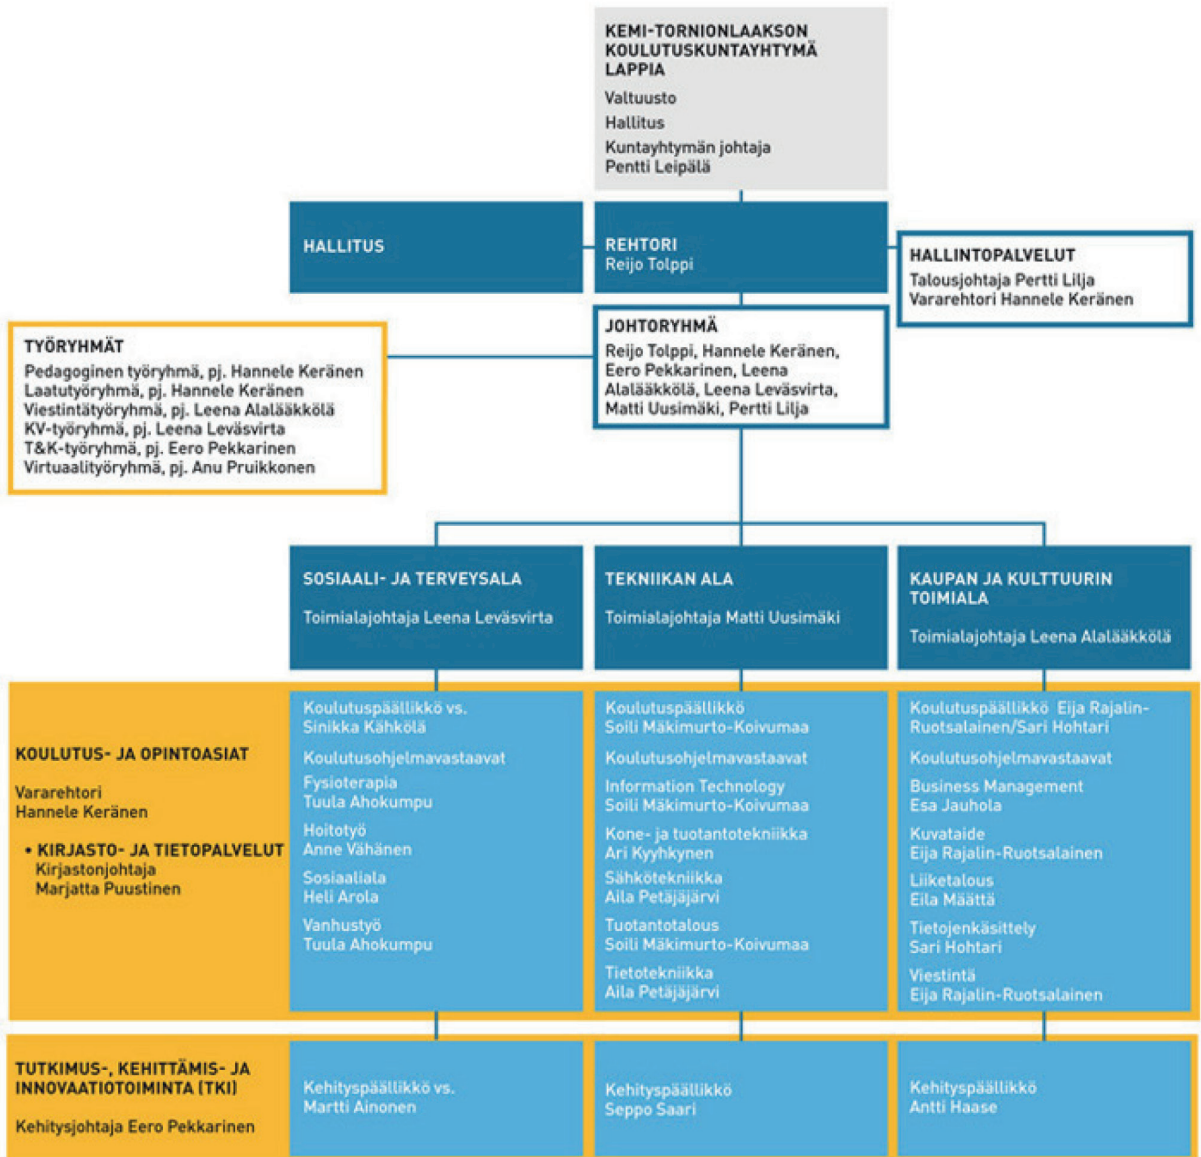 KEMI-TORNIONLAAKSON
KOULUTUSKUNTAYHTYMÄ
LAPPIA
Valtuusto
Hallitus
Kuntayhtymän johtaja
Pentti Leipälä
HALLITUS
REHTORI
Reijo Tolppi
HALLINTOPALVELUT
Talousjohtaja Pertti Lilja
Vararehtori Hannele Keränen
TYÖRYHMÄT
Pedagoginen työryhmä, pj. Hannele Keränen
Laatutyöryhmä, pj. Hannele Keränen
Viestintätyöryhmä, pj. Leena Alalääkkölä
KV-työryhmä, pj. Leena Leväsvirta
T&K-työryhmä, pj. Eero Pekkarinen
Virtuaalityöryhmä, pj. Anu Pruikkonen
JOHTORYHMÄ
Reijo Tolppi, Hannele Keränen,
Eero Pekkarinen, Leena
Alalääkkölä, Leena Leväsvirta,
Matti Uusimäki, Pertti Lilja
SOSIAALI- JA TERVEYSALA
Toimialajohtaja Leena Leväsvirta
TEKNIIKAN ALA
Toimialajohtaja Matti Uusimäki
KAUPAN JA KULTTUURIN
TOIMIALA
Toimialajohtaja Leena Alalääkkölä
KOULUTUS- JA OPINTOASIAT
Vararehtori
Hannele Keränen
• KIRJASTO- JA TIETOPALVELUT
Kirjastonjohtaja
Marjatta Puustinen
Koulutuspäällikkö vs.
Sinikka Kähkölä
Koulutusohjelmavastaavat
Fysioterapia
Tuula Ahokumpu
Hoitotyö
Anne Vähänen
Sosiaaliala
Heli Arola
Vanhustyö
Tuula Ahokumpu
Koulutuspäällikkö
Soili Mäkimurto-Koivumaa
Koulutusohjelmavastaavat
Information Technology
Soili Mäkimurto-Koivumaa
Kone- ja tuotantotekniikka
Ari Kyyhkynen
Sähkötekniikka
Aila Petäjäjärvi
Tuotantotalous
Soili Mäkimurto-Koivumaa
Tietotekniikka
Aila Petäjäjärvi
Koulutuspäällikkö Eija Rajalin-
Ruotsalainen/Sari Hohtari
Koulutusohjelmavastaavat
Business Management
Esa Jauhola
Kuvataide
Eija Rajalin-Ruotsalainen
Liiketalous
Eila Määttä
Tietojenkäsittely
Sari Hohtari
Viestintä
Eija Rajalin-Ruotsalainen
TUTKIMUS-, KEHITTÄMIS- JA
INNOVAATIOTOIMINTA (TKI)
Kehitysjohtaja Eero Pekkarinen
Kehityspäällikkö vs.
Martti Ainonen
Kehityspäällikkö
Seppo Saari
Kehityspäällikkö
Antti Haase